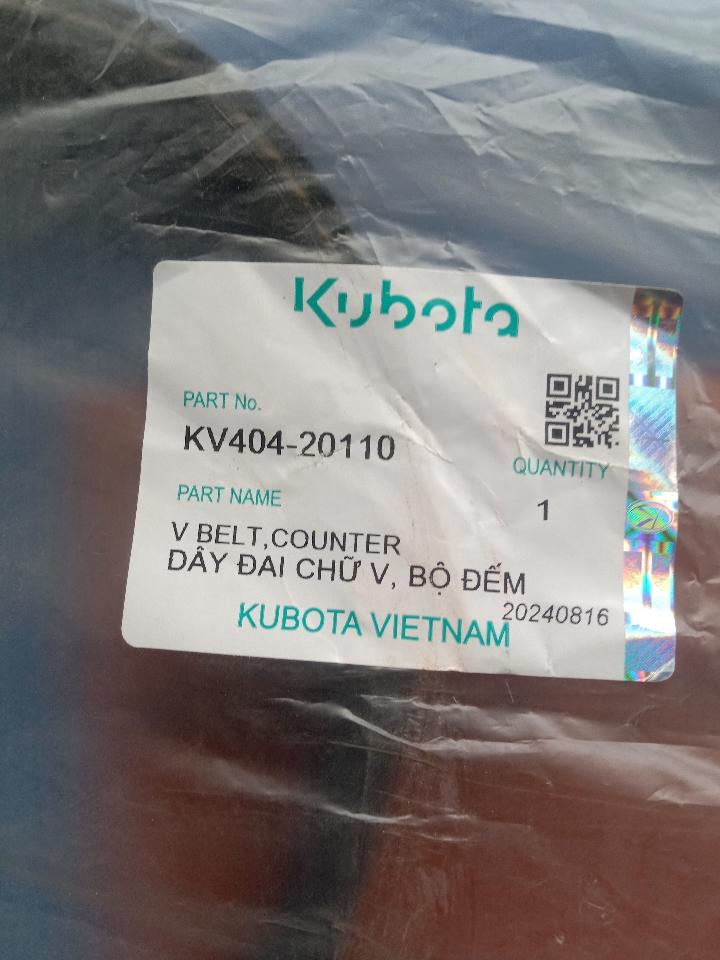 Kubota
PART No.
KV404-20110
QUANTITY
1
PART NAME
V BELT,COUNTER
DÂY ĐAI CHỮ V, BỘ ĐẾM
20240816
KUBOTA VIETNAM